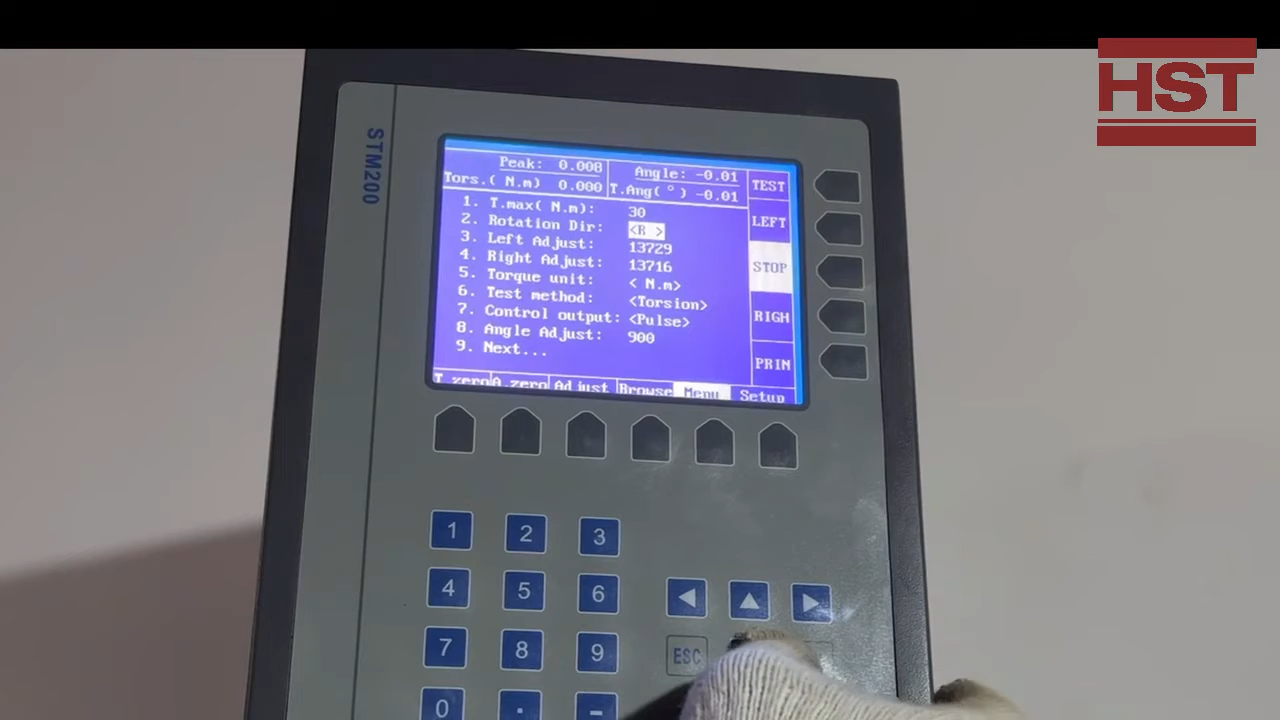 HST
STM200
Peak: 0.008
Angle: -0.01
TEST
Tors.( N.m) 0.000
T.Ang( °) -0.01
1. T.max( N.m): 30
LEFT
2. Rotation Dir: <R >
3. Left Adjust: 13729
4. Right Adjust: 13716
STOP
5. Torque unit: < N.m>
6. Test method: <Torsion>
7. Control output: <Pulse>
RIGH
8. Angle Adjust: 900
9. Next...
PRIN
T.zero A.zero Adjust Browse Menu Setup
1 2 3
4 5 6
7 8 9
ESC
0 . -